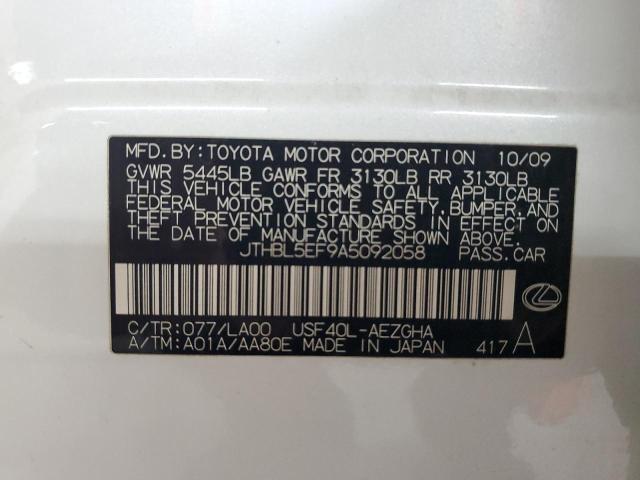 MFD.BY:TOYOTA MOTOR CORPORATION 10/09
GVWR 5445LB GAWR FR 3130LB RR 3130LB
THIS VEHICLE CONFORMS TO ALL APPLICABLE
FEDERAL MOTOR VEHICLE SAFETY, BUMPER, AND
THEFT PREVENTION STANDARDS IN EFFECT ON
THE DATE OF MANUFACTURE SHOWN ABOVE.
JTHBL5EF9A5092058 PASS.CAR
C/TR:077/LA00 USF40L-AEZGHA
A/TM:A01A/AA80E MADE IN JAPAN 417 A